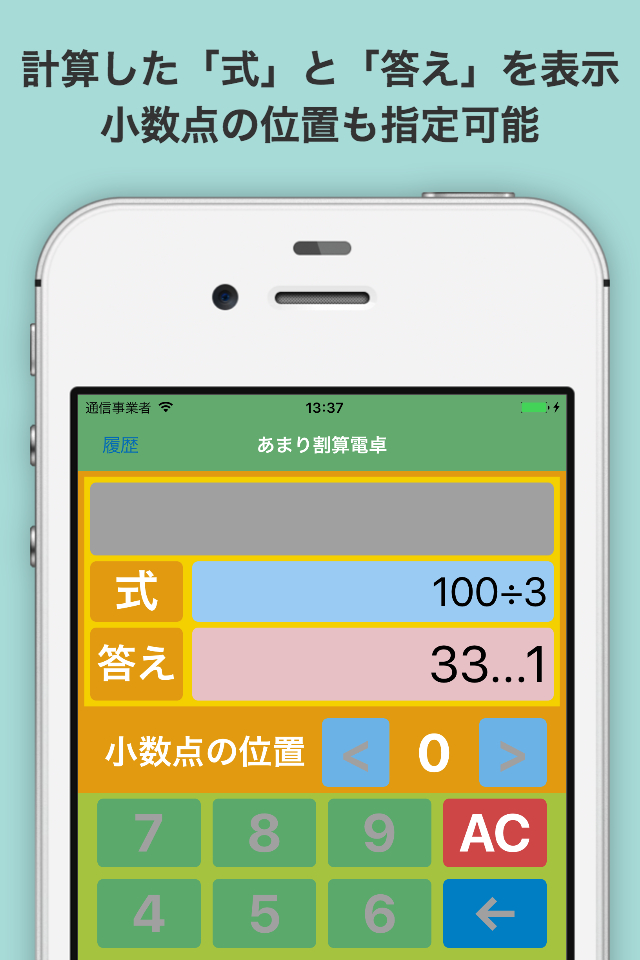 計算した「式」と「答え」を表示
小数点の位置も指定可能
通信事業者 13:37
履歴 あまり割算電卓
式 100÷3
答え 33...1
小数点の位置 < 0 >
7 8 9 AC
4 5 6 ←